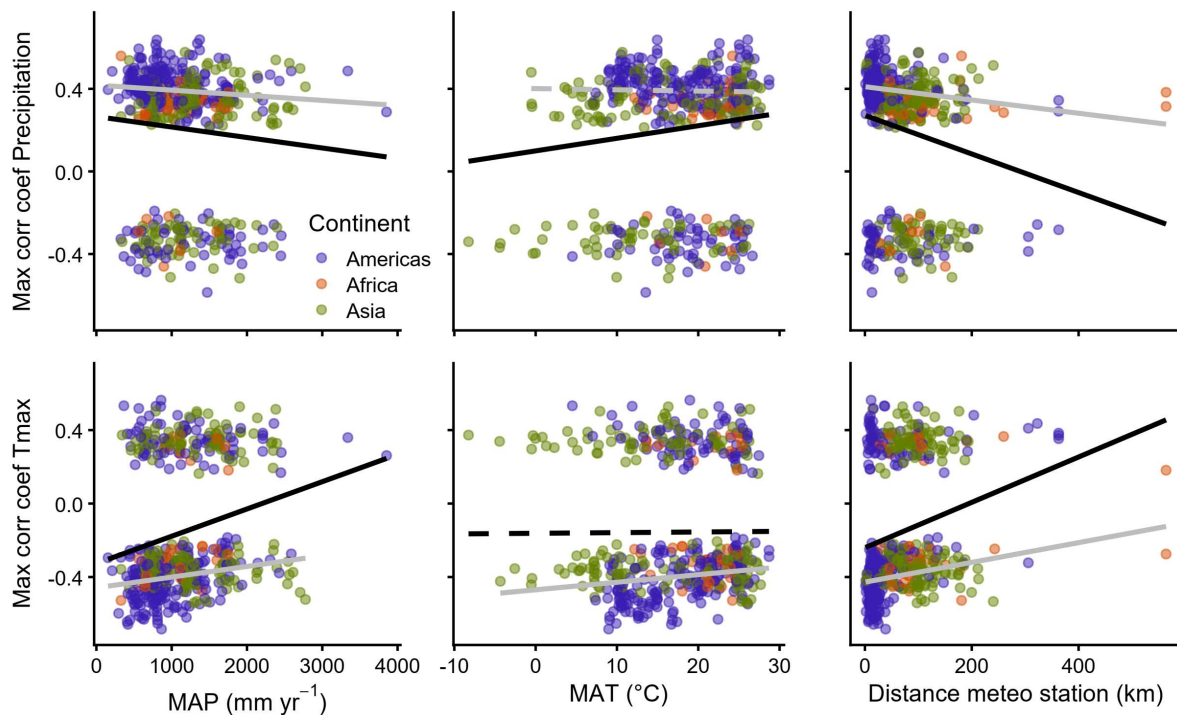 Max corr coef Precipitation
0.4
0.0
-0.4
Continent
Americas
Africa
Asia
Max corr coef Tmax
0.4
0.0
-0.4
0 1000 2000 3000 4000
-10 0 10 20 30
0 200 400
MAP (mm yr⁻¹)
MAT (°C)
Distance meteo station (km)